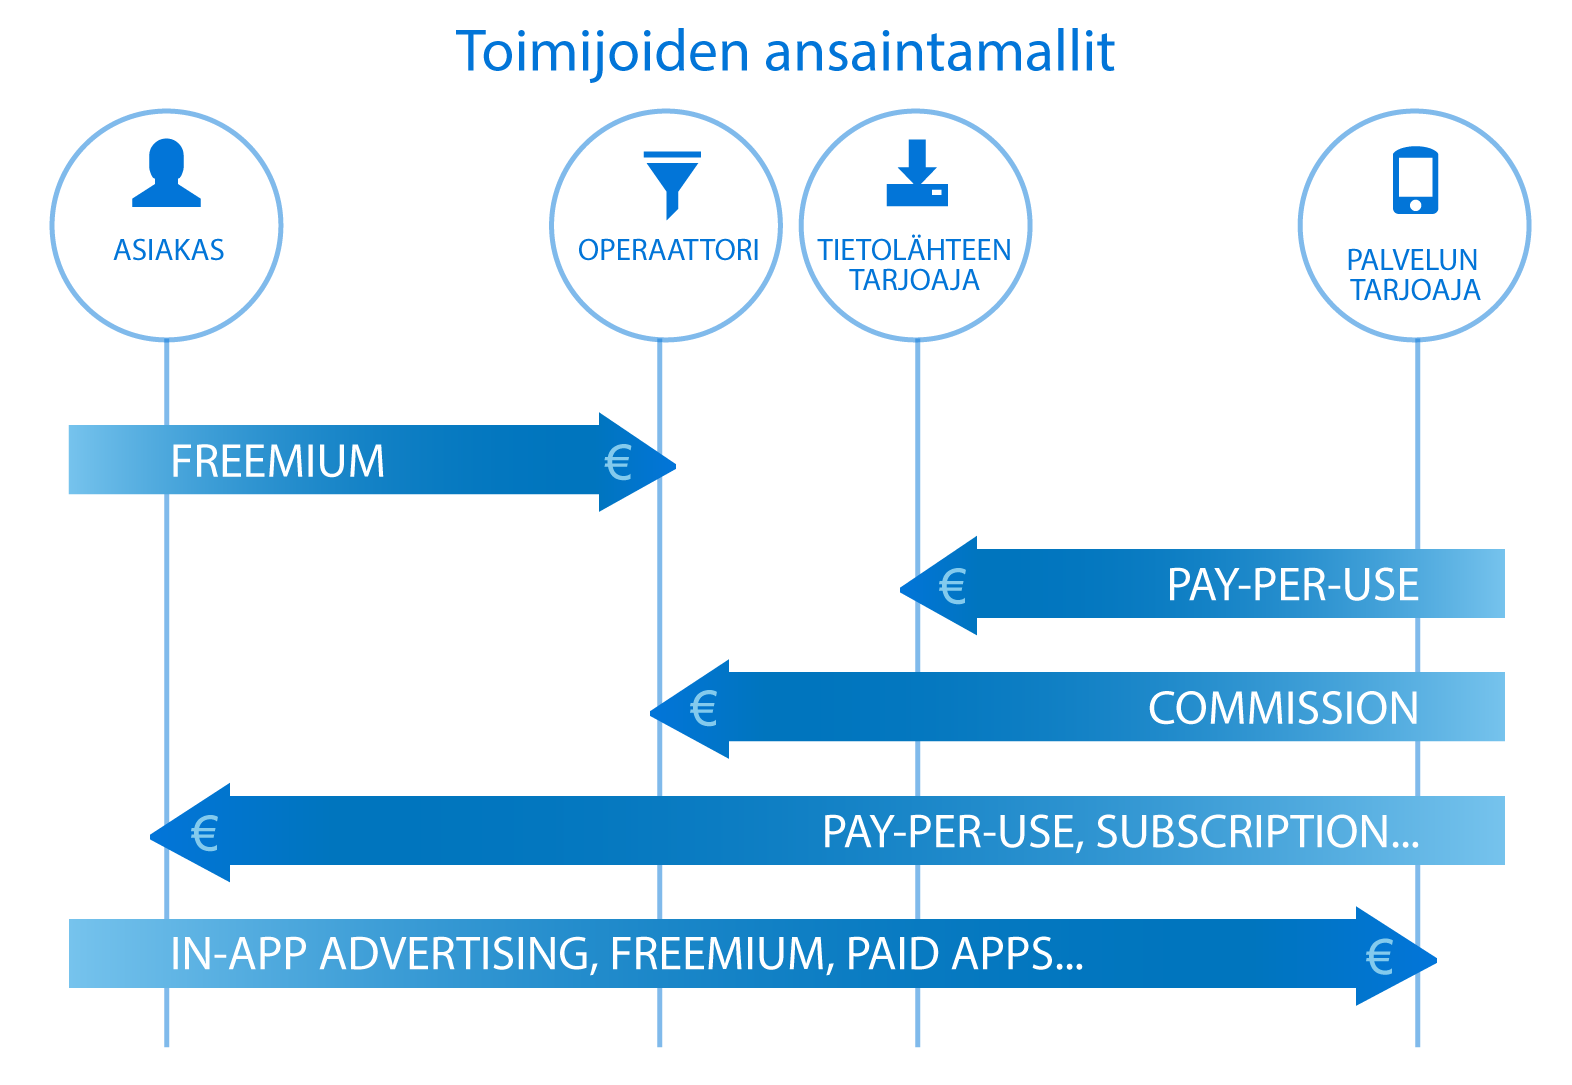 Toimijoiden ansaintamallit
ASIAKAS
OPERAATTORI
TIETOLÄHTEEN
TARJOAJA
PALVELUN
TARJOAJA
FREEMIUM €
€ PAY-PER-USE
€ COMMISSION
€ PAY-PER-USE, SUBSCRIPTION...
IN-APP ADVERTISING, FREEMIUM, PAID APPS... €